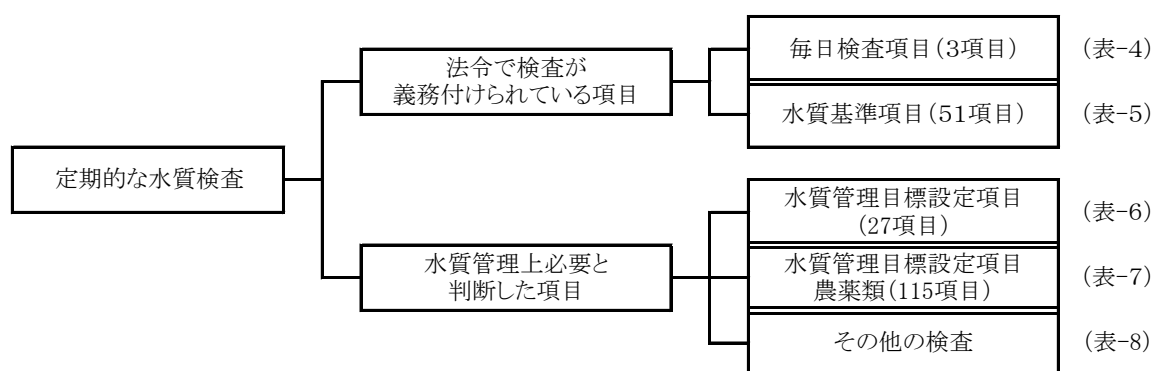 定期的な水質検査
法令で検査が
義務付けられている項目
毎日検査項目(3項目)
(表-4)
水質基準項目(51項目)
(表-5)
水質管理上必要と
判断した項目
水質管理目標設定項目
(27項目)
(表-6)
水質管理目標設定項目
農薬類(115項目)
(表-7)
その他の検査
(表-8)